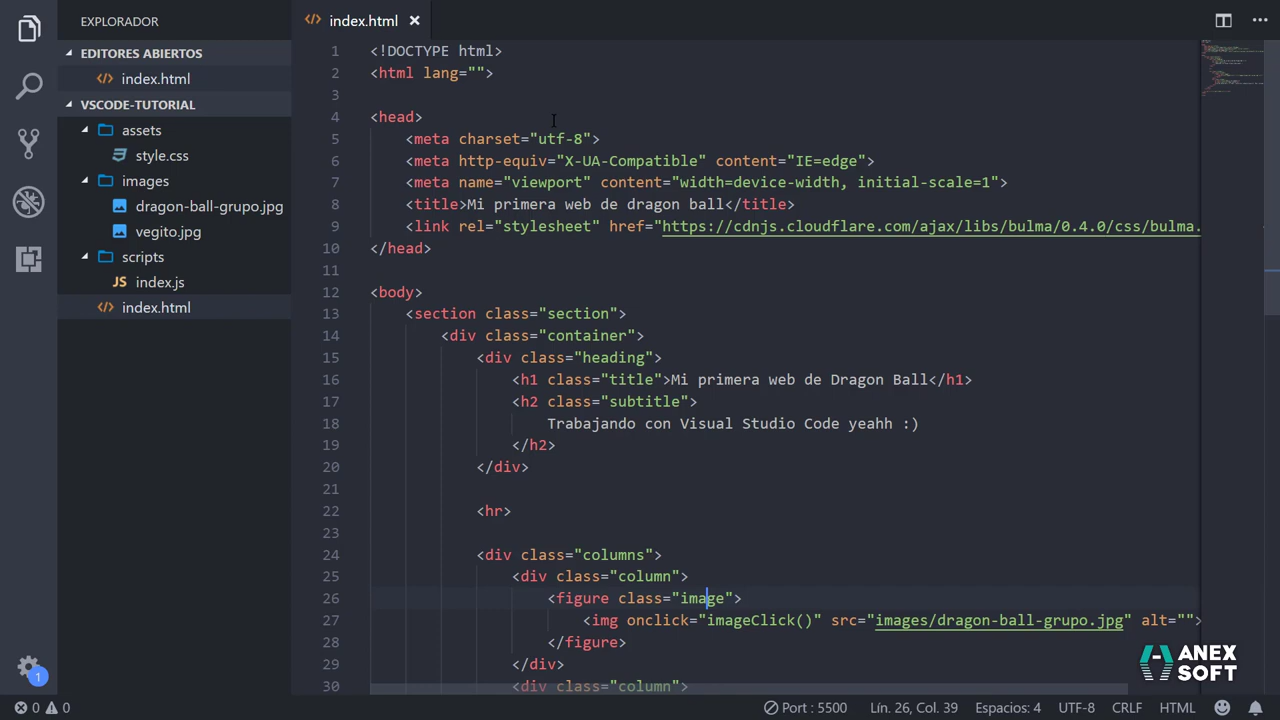 EXPLORADOR
EDITORES ABIERTOS
index.html
VSCODE-TUTORIAL
assets
style.css
images
dragon-ball-grupo.jpg
vegito.jpg
scripts
JS index.js
index.html
index.html
1 <!DOCTYPE html>
2 <html lang="">
3
4 <head>
5 <meta charset="utf-8">
6 <meta http-equiv="X-UA-Compatible" content="IE=edge">
7 <meta name="viewport" content="width=device-width, initial-scale=1">
8 <title>Mi primera web de dragon ball</title>
9 <link rel="stylesheet" href="https://cdnjs.cloudflare.com/ajax/libs/bulma/0.4.0/css/bulma.
10 </head>
11
12 <body>
13 <section class="section">
14 <div class="container">
15 <div class="heading">
16 <h1 class="title">Mi primera web de Dragon Ball</h1>
17 <h2 class="subtitle">
18 Trabajando con Visual Studio Code yeahh :)
19 </h2>
20 </div>
21
22 <hr>
23
24 <div class="columns">
25 <div class="column">
26 <figure class="image">
27 <img onclick="imageClick()" src="images/dragon-ball-grupo.jpg" alt="">
28 </figure>
29 </div>
30 <div class="column">
ANEX
SOFT
1
0 0
Port : 5500
Lín. 26, Col. 39
Espacios: 4
UTF-8
CRLF
HTML